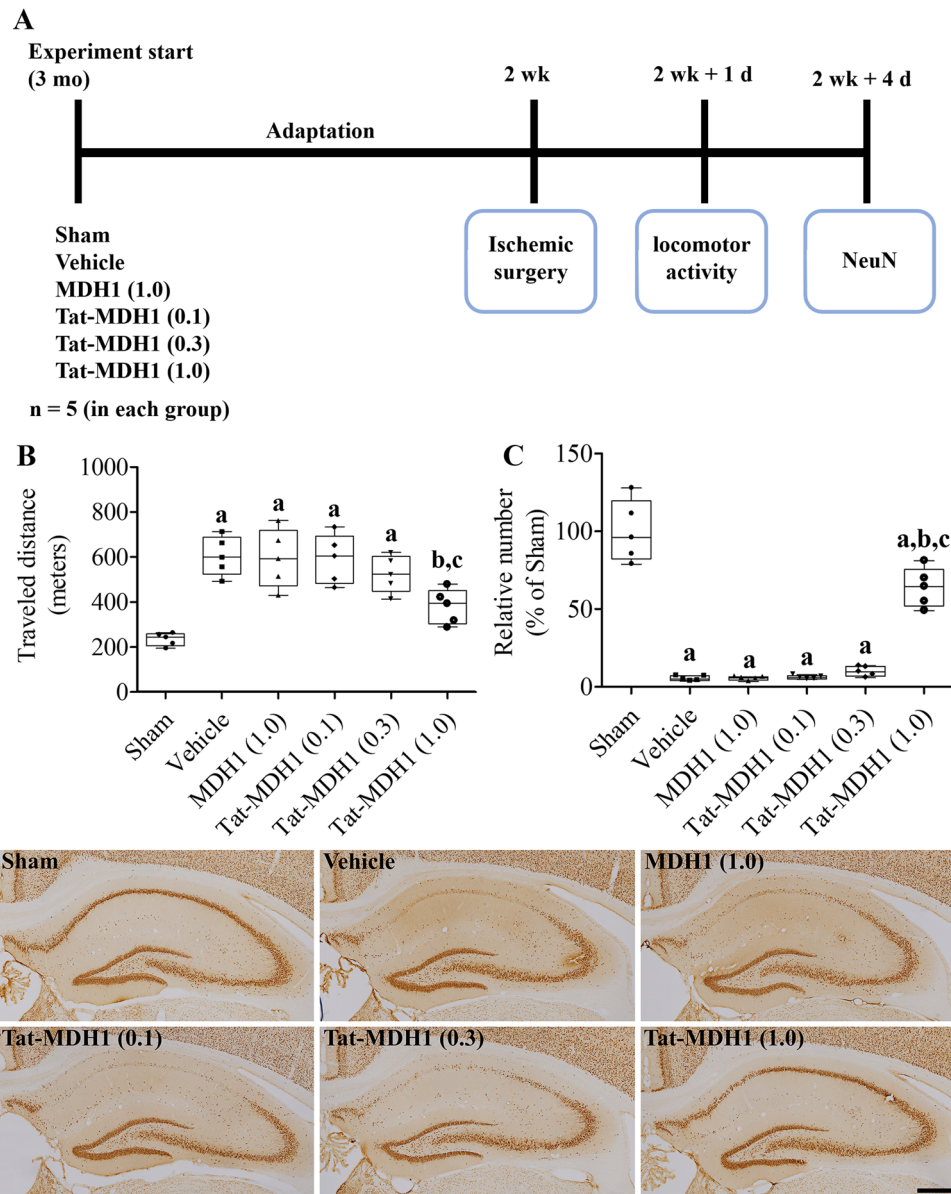 A
Experiment start
(3 mo)
2 wk
2 wk + 1 d
2 wk + 4 d
Adaptation
Sham
Vehicle
MDH1 (1.0)
Tat-MDH1 (0.1)
Tat-MDH1 (0.3)
Tat-MDH1 (1.0)
n = 5 (in each group)
Ischemic
surgery
locomotor
activity
NeuN
B
Traveled distance
(meters)
1000
800
600
400
200
0
a
a
a
a
b,c
Sham
Vehicle
MDH1 (1.0)
Tat-MDH1 (0.1)
Tat-MDH1 (0.3)
Tat-MDH1 (1.0)
C
Relative number
(% of Sham)
150
100
50
0
a
a
a
a
a,b,c
Sham
Vehicle
MDH1 (1.0)
Tat-MDH1 (0.1)
Tat-MDH1 (0.3)
Tat-MDH1 (1.0)
Sham
Vehicle
MDH1 (1.0)
Tat-MDH1 (0.1)
Tat-MDH1 (0.3)
Tat-MDH1 (1.0)